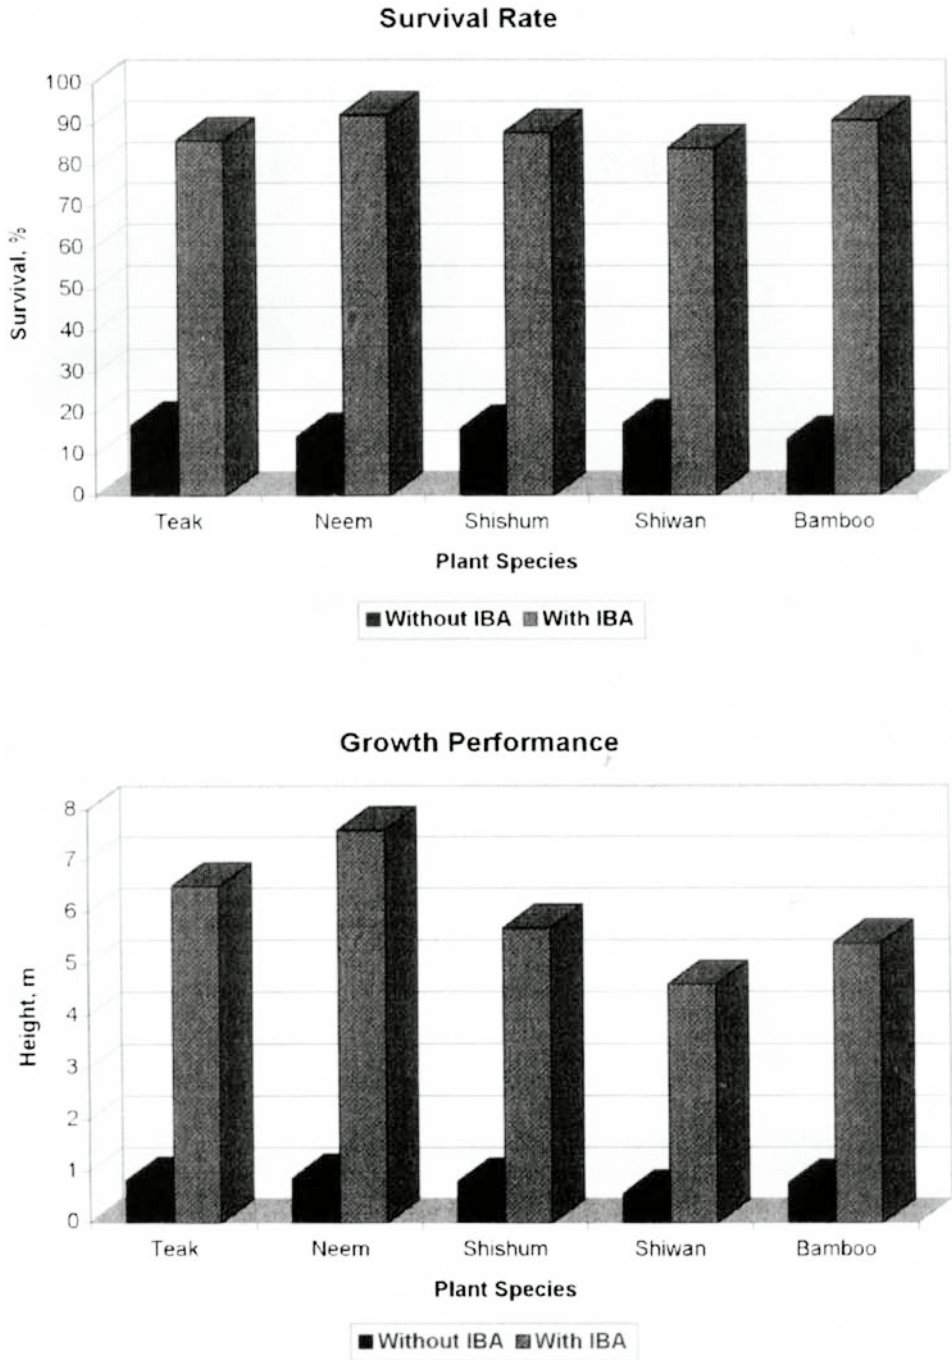 Survival Rate
100
90
80
70
60
50
40
30
20
10
0
Survival, %
Teak Neem Shishum Shiwan Bamboo
Plant Species
Without IBA With IBA
Growth Performance
8
7
6
5
4
3
2
1
0
Height, m
Teak Neem Shishum Shiwan Bamboo
Plant Species
Without IBA With IBA